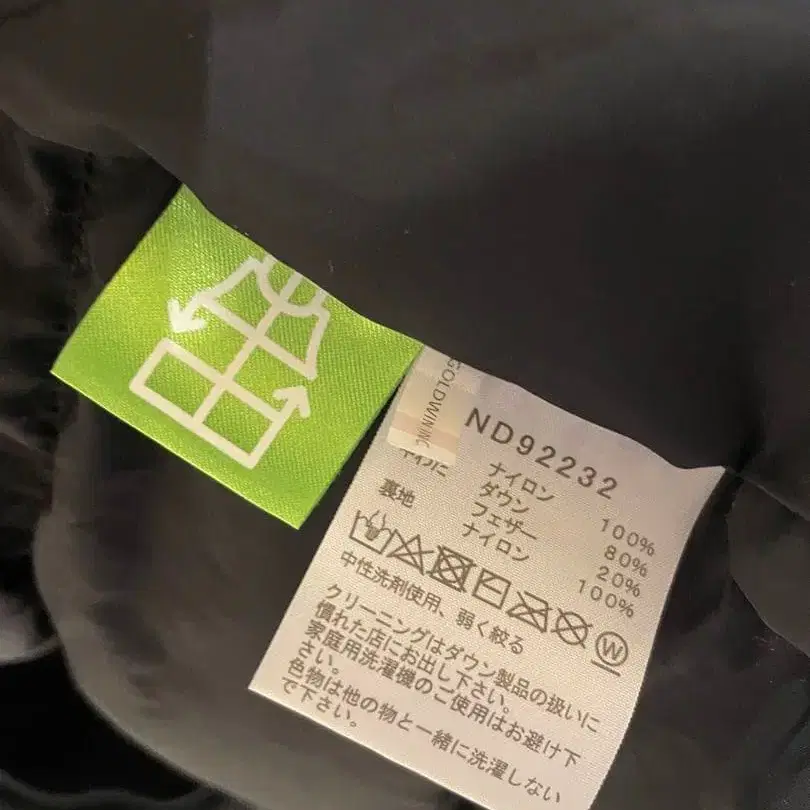 GOLDWIN INC
ND92232
中わた
ナイロン 100%
ダウン 80%
フェザー 20%
裏地 ナイロン 100%
W
中性洗剤使用、弱く絞る
クリーニングはダウン製品の扱いに
慣れた店にお出し下さい。
家庭用洗濯機のご使用はお避け下
さい。
色物は他の物と一緒に洗濯しない
で下さい。